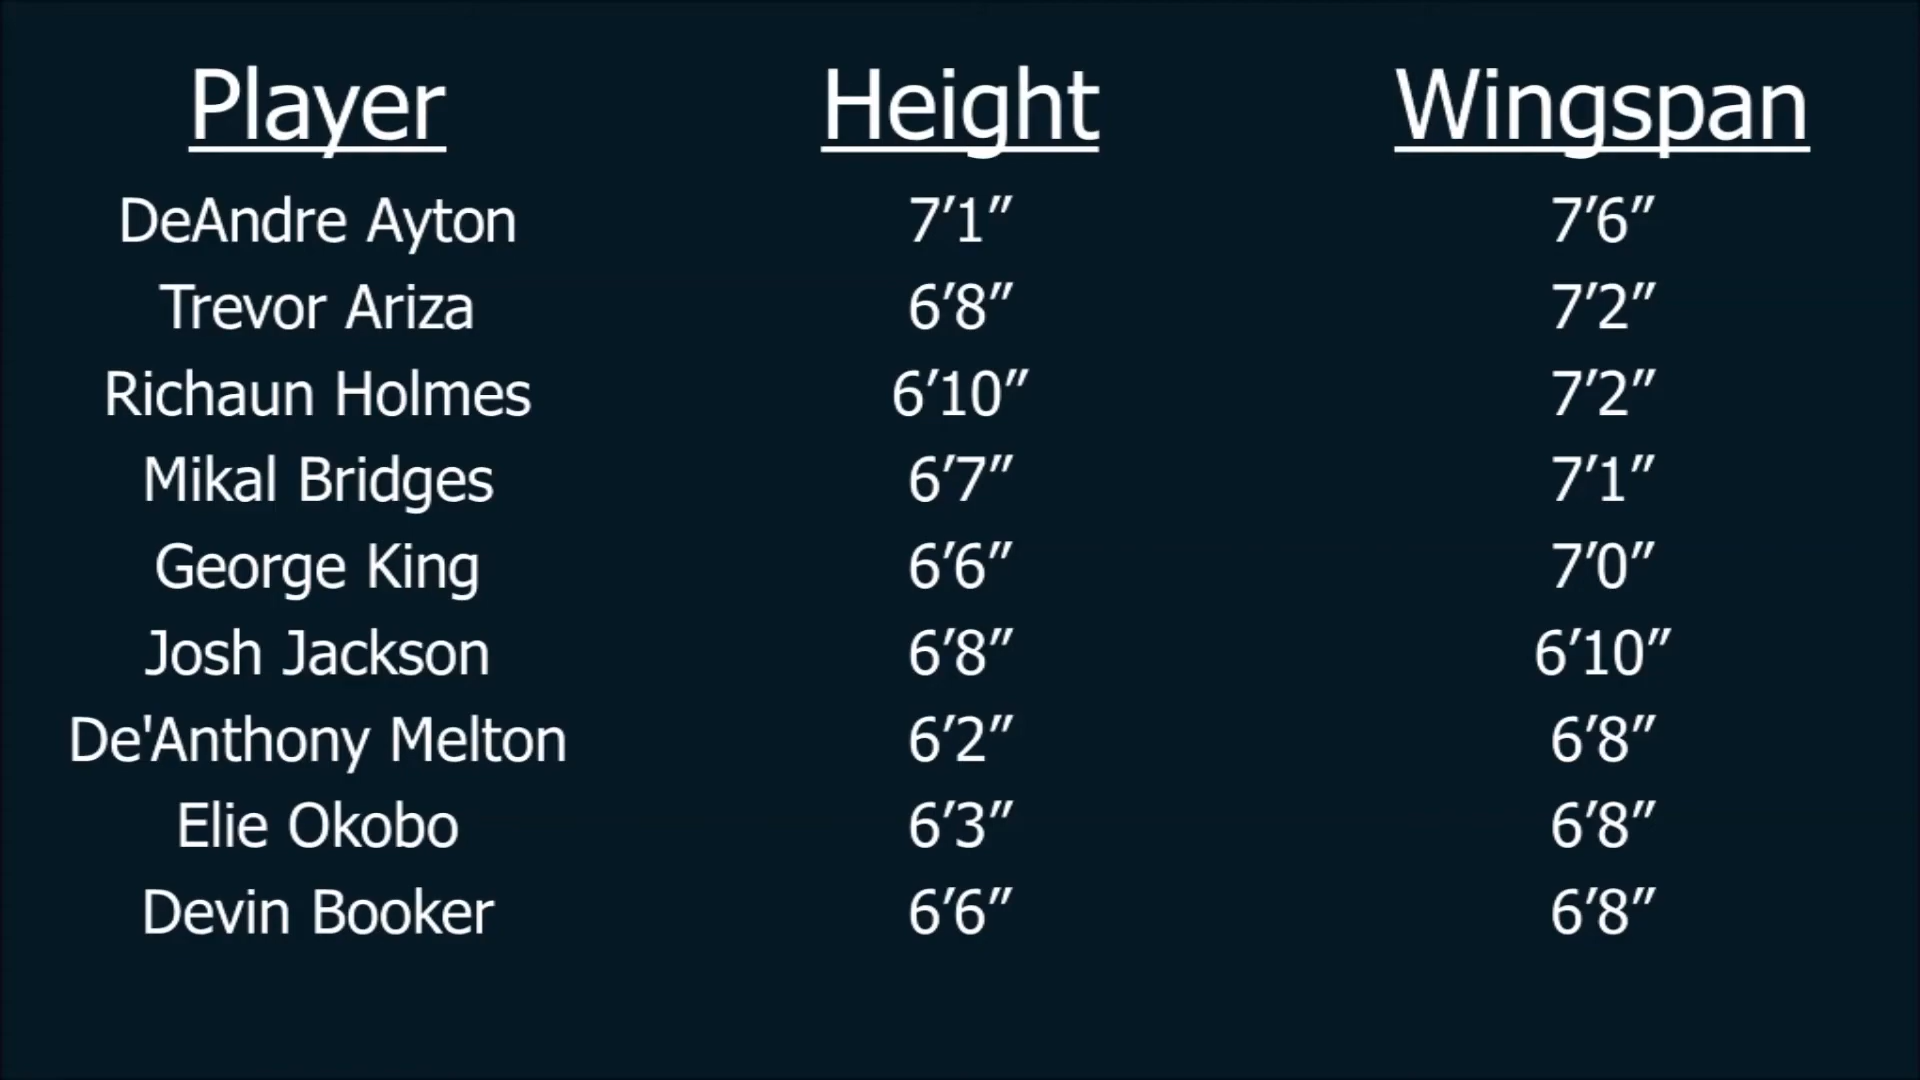 Player Height Wingspan
DeAndre Ayton 7’1” 7’6”
Trevor Ariza 6’8” 7’2”
Richaun Holmes 6’10” 7’2”
Mikal Bridges 6’7” 7’1”
George King 6’6” 7’0”
Josh Jackson 6’8” 6’10”
De'Anthony Melton 6’2” 6’8”
Elie Okobo 6’3” 6’8”
Devin Booker 6’6” 6’8”